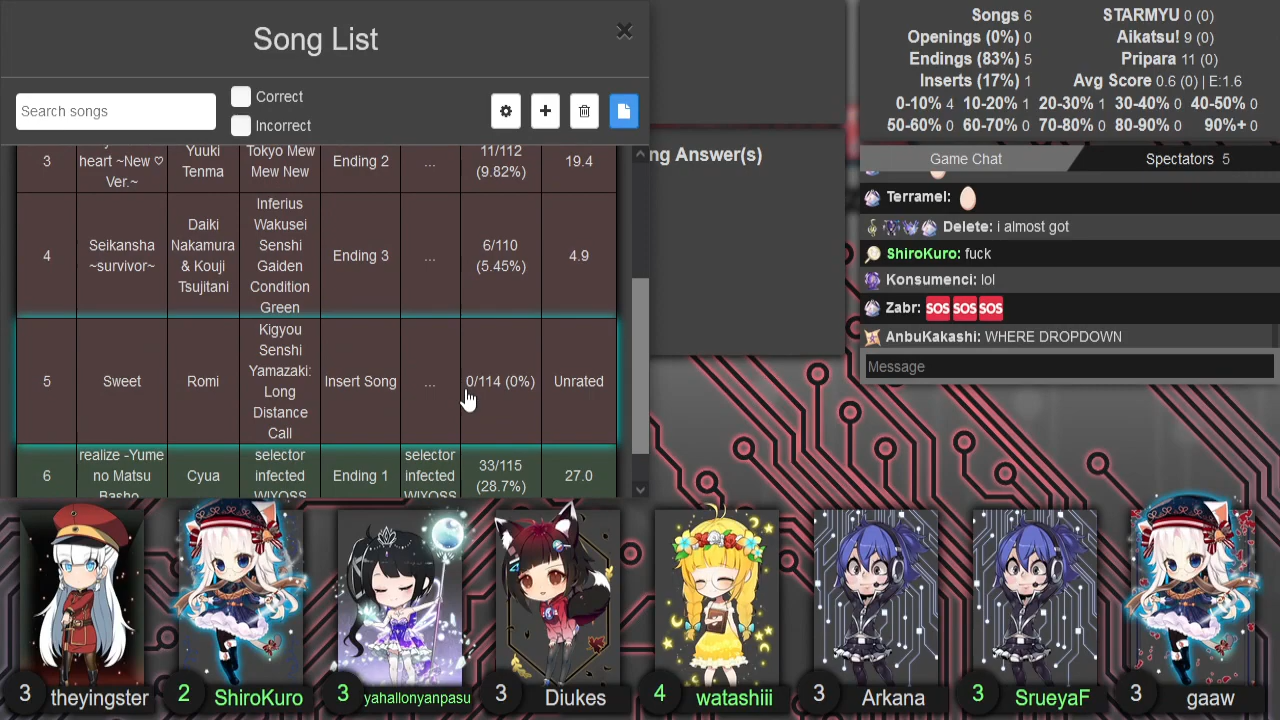 Song List
Search songs
Correct
Incorrect
3
heart ~New ♡ Ver.~
Yuuki Tenma
Tokyo Mew Mew New
Ending 2
...
11/112 (9.82%)
19.4
4
Seikansha ~survivor~
Daiki Nakamura & Kouji Tsujitani
Inferius Wakusei Senshi Gaiden Condition Green
Ending 3
...
6/110 (5.45%)
4.9
5
Sweet
Romi
Kigyou Senshi Yamazaki: Long Distance Call
Insert Song
...
0/114 (0%)
Unrated
6
realize -Yume no Matsu Basho
Cyua
selector infected WIXOSS
Ending 1
selector infected WIXOSS
33/115 (28.7%)
27.0
ng Answer(s)
Songs 6
STARMYU 0 (0)
Openings (0%) 0
Aikatsu! 9 (0)
Endings (83%) 5
Pripara 11 (0)
Inserts (17%) 1
Avg Score 0.6 (0) | E:1.6
0-10% 4 10-20% 1 20-30% 1 30-40% 0 40-50% 0
50-60% 0 60-70% 0 70-80% 0 80-90% 0 90%+ 0
Game Chat
Spectators 5
Terramel:
Delete: i almost got
ShiroKuro: fuck
Konsumenci: lol
Zabr: SOS SOS SOS
AnbuKakashi: WHERE DROPDOWN
Message
3 theyingster
2 ShiroKuro
3 yahallonyanpasu
3 Diukes
4 watashiii
3 Arkana
3 SrueyaF
3 gaaw